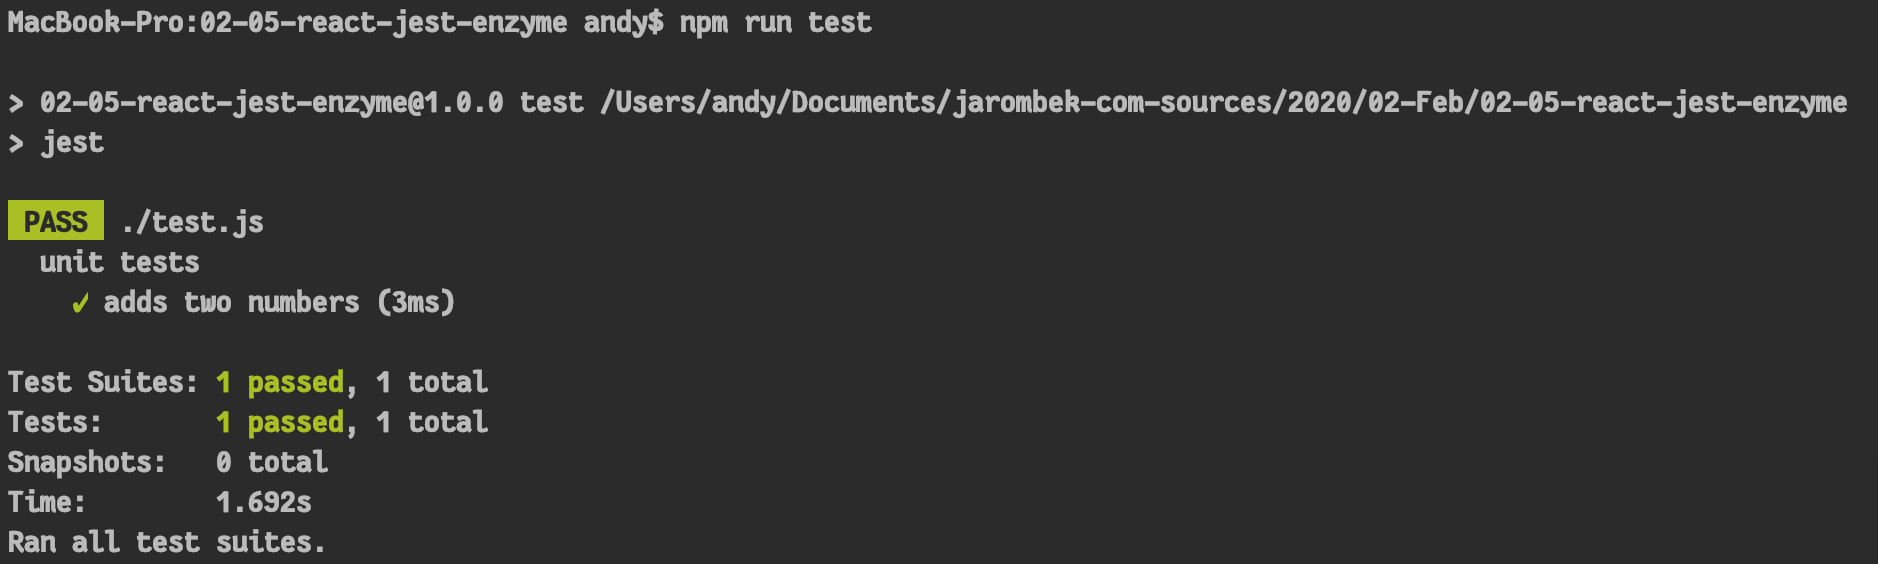 MacBook-Pro:02-05-react-jest-enzyme andy$ npm run test
> 02-05-react-jest-enzyme@1.0.0 test /Users/andy/Documents/jarombek-com-sources/2020/02-Feb/02-05-react-jest-enzyme
> jest
PASS ./test.js
unit tests
✓ adds two numbers (3ms)
Test Suites: 1 passed, 1 total
Tests: 1 passed, 1 total
Snapshots: 0 total
Time: 1.692s
Ran all test suites.